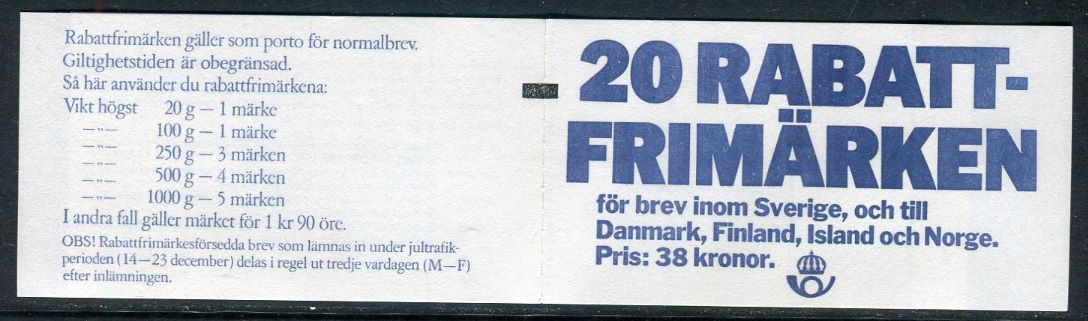 Rabattfrimärken gäller som porto för normalbrev.
Giltighetstiden är obegränsad.
Så här använder du rabattfrimärkena:
Vikt högst 20 g — 1 märke
—"— 100 g — 1 märke
—"— 250 g — 3 märken
—"— 500 g — 4 märken
—"— 1000 g — 5 märken
I andra fall gäller märket för 1 kr 90 öre.
OBS! Rabattfrimärkesförsedda brev som lämnas in under jultrafik-
perioden (14—23 december) delas i regel ut tredje vardagen (M—F)
efter inlämningen.
20 RABATT-
FRIMÄRKEN
för brev inom Sverige, och till
Danmark, Finland, Island och Norge.
Pris: 38 kronor.